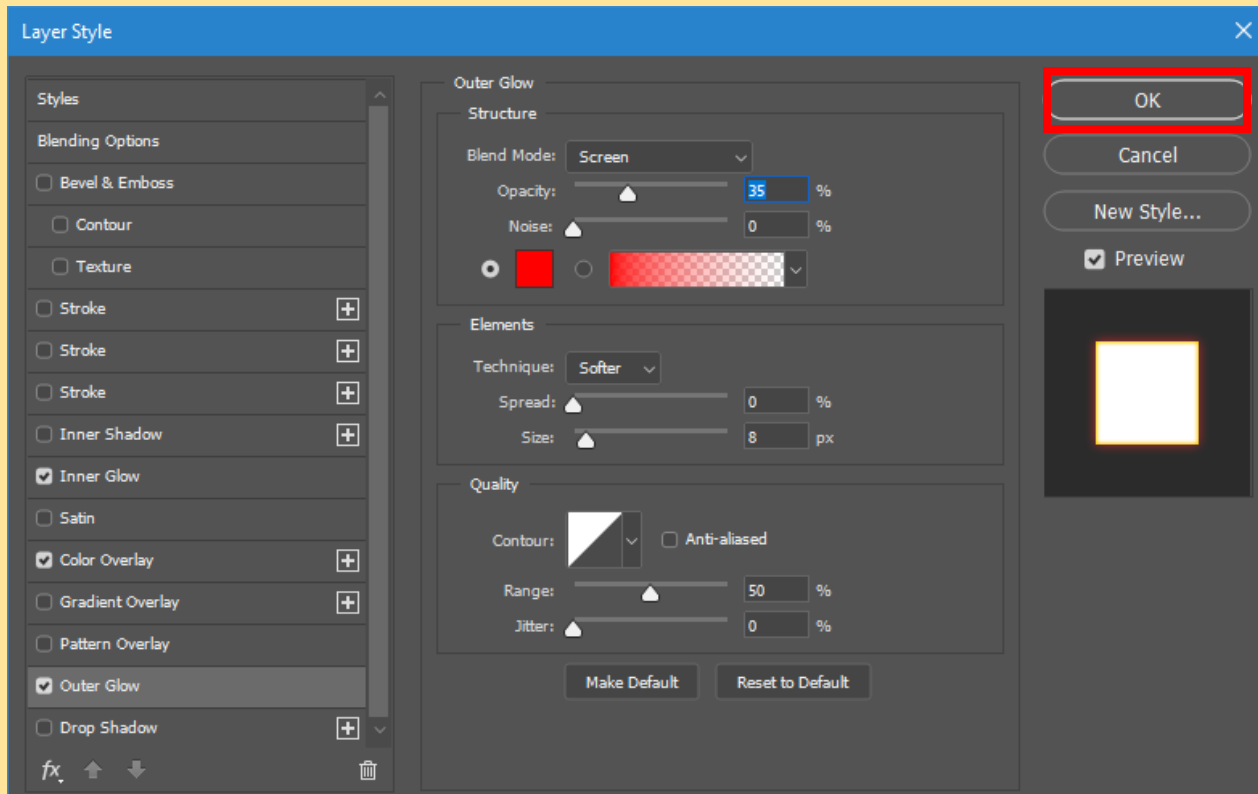 Layer Style
Styles
Blending Options
Bevel & Emboss
Contour
Texture
Stroke
Stroke
Stroke
Inner Shadow
Inner Glow
Satin
Color Overlay
Gradient Overlay
Pattern Overlay
Outer Glow
Drop Shadow
fx
Outer Glow
Structure
Blend Mode: Screen
Opacity: 35 %
Noise: 0 %
Elements
Technique: Softer
Spread: 0 %
Size: 8 px
Quality
Contour: Anti-aliased
Range: 50 %
Jitter: 0 %
Make Default Reset to Default
OK
Cancel
New Style...
Preview